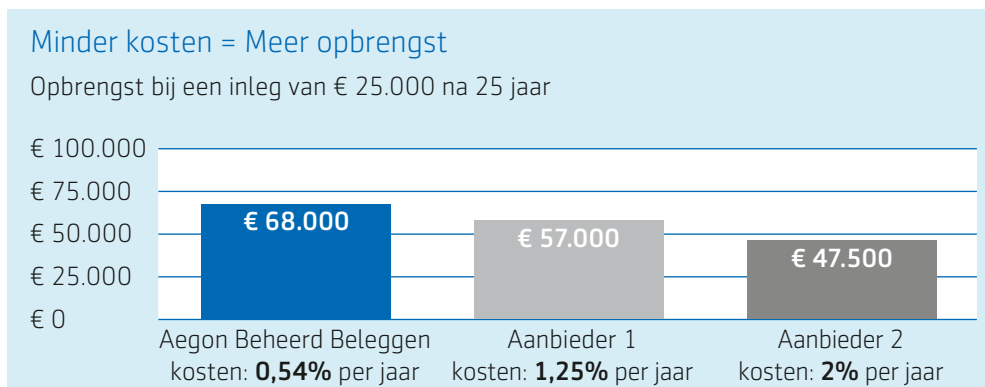 Minder kosten = Meer opbrengst
Opbrengst bij een inleg van € 25.000 na 25 jaar
€ 100.000
€ 75.000
€ 50.000
€ 25.000
€ 0
€ 68.000
€ 57.000
€ 47.500
Aegon Beheerd Beleggen
kosten: 0,54% per jaar
Aanbieder 1
kosten: 1,25% per jaar
Aanbieder 2
kosten: 2% per jaar